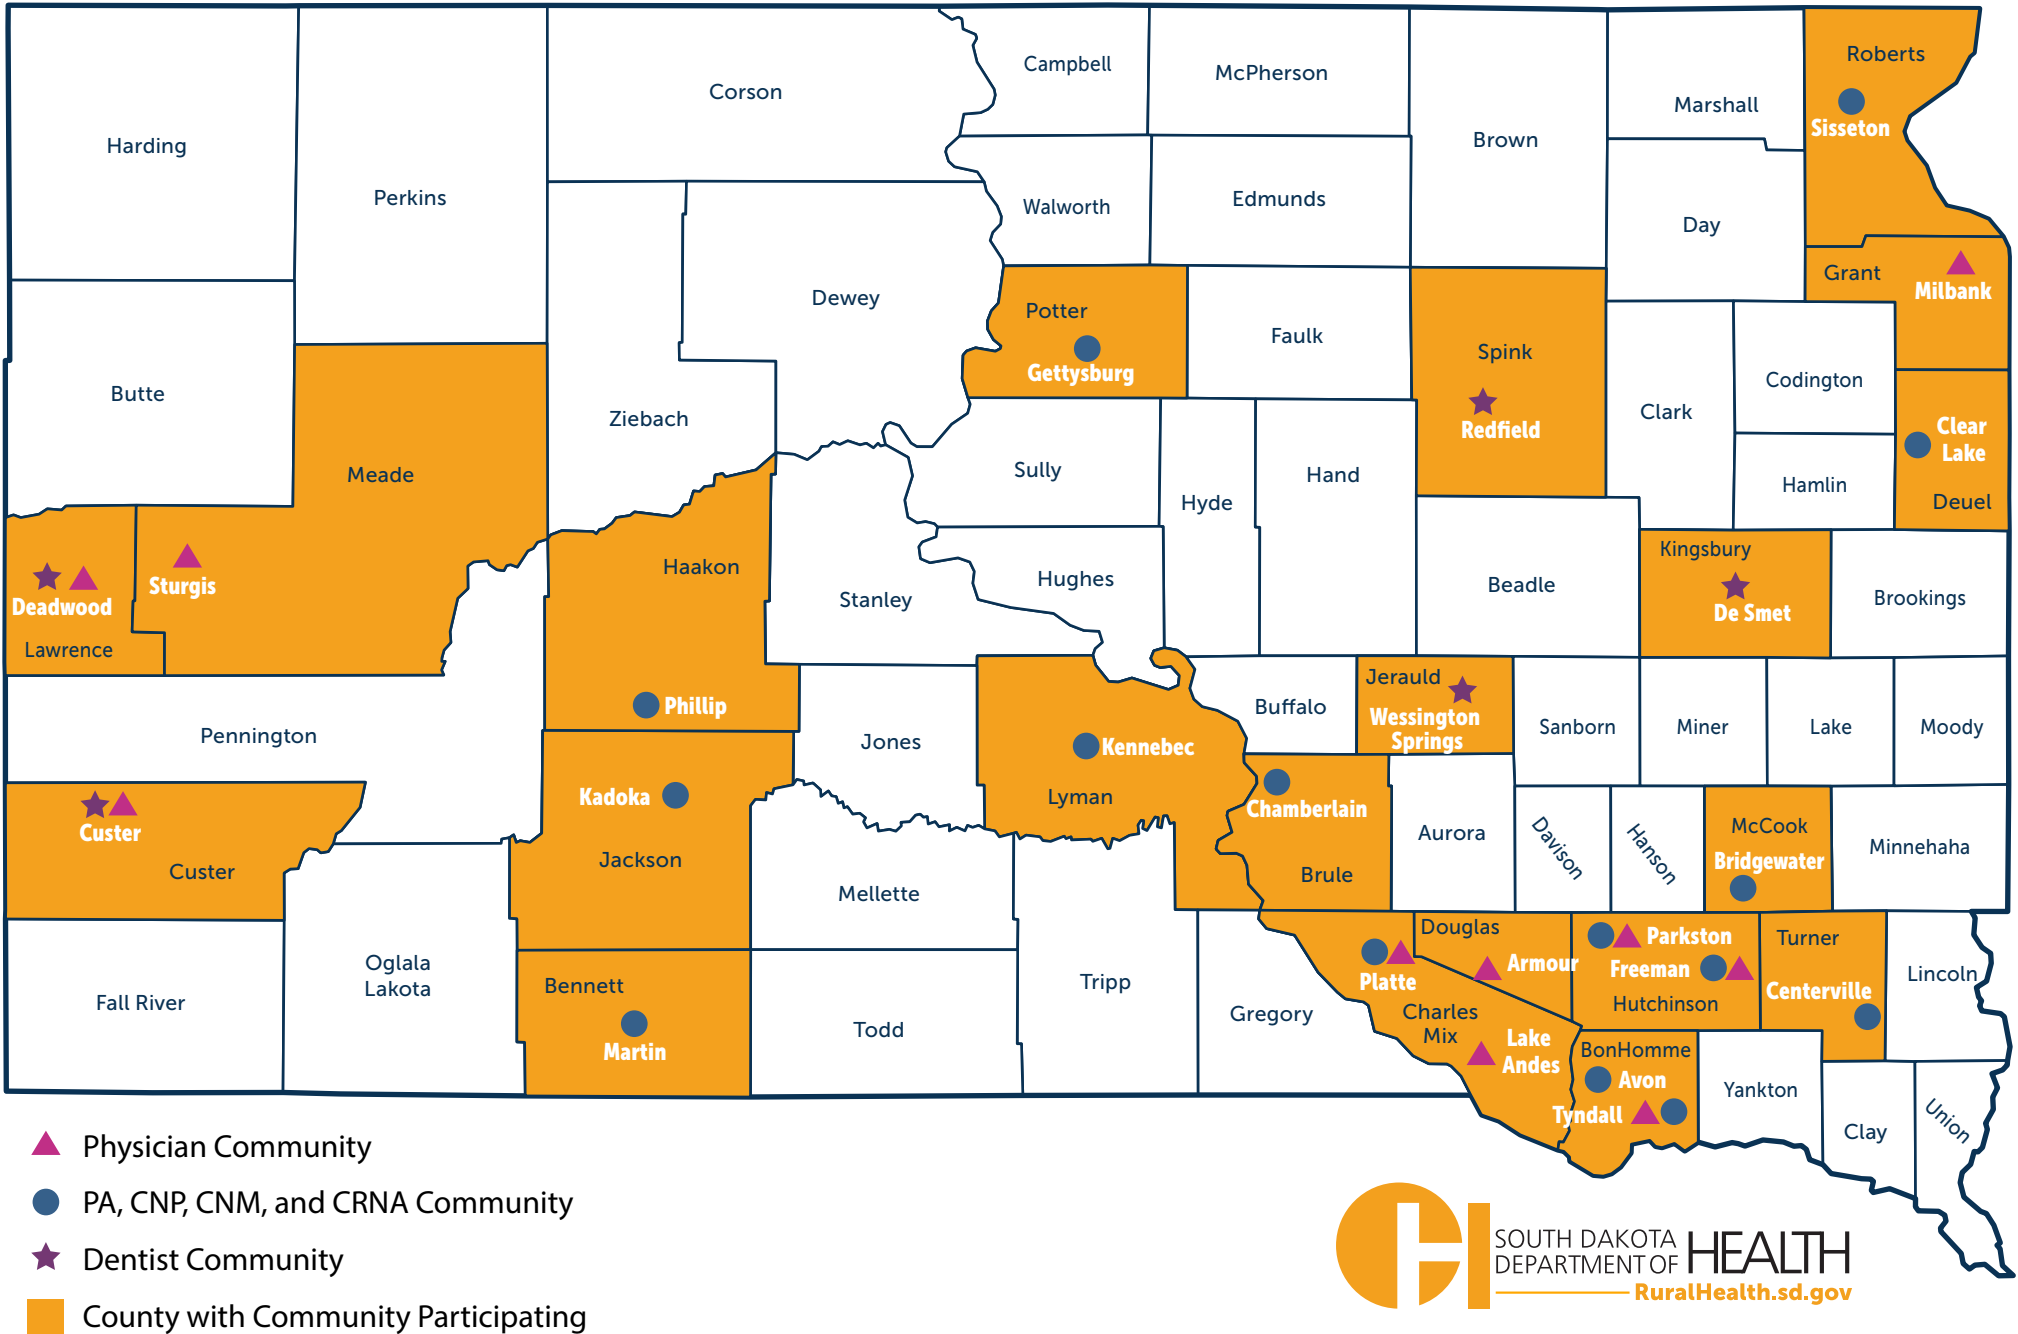 Harding
Perkins
Corson
Campbell
McPherson
Brown
Marshall
Roberts
Sisseton
Walworth
Edmunds
Day
Grant
Milbank
Butte
Meade
Ziebach
Dewey
Potter
Gettysburg
Faulk
Spink
Redfield
Clark
Codington
Hamlin
Clear
Lake
Deuel
Sully
Hyde
Hand
Deadwood
Lawrence
Sturgis
Haakon
Phillip
Stanley
Hughes
Beadle
Kingsbury
De Smet
Brookings
Pennington
Jones
Kennebec
Lyman
Buffalo
Jerauld
Wessington
Springs
Sanborn
Miner
Lake
Moody
Custer
Custer
Kadoka
Jackson
Mellette
Chamberlain
Brule
Aurora
Davison
Hanson
McCook
Bridgewater
Minnehaha
Fall River
Oglala
Lakota
Bennett
Martin
Todd
Tripp
Gregory
Platte
Charles
Mix
Lake
Andes
Douglas
Armour
Parkston
Freeman
Hutchinson
Turner
Centerville
Lincoln
BonHomme
Avon
Tyndall
Yankton
Clay
Union
Physician Community
PA, CNP, CNM, and CRNA Community
Dentist Community
County with Community Participating
SOUTH DAKOTA
DEPARTMENT OF HEALTH
RuralHealth.sd.gov